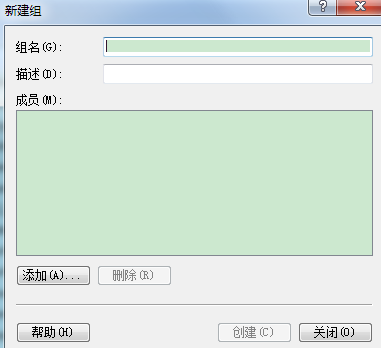 新建组
组名(G):
描述(D):
成员(M):
添加(A)... 删除(R)
帮助(H) 创建(C) 关闭(O)